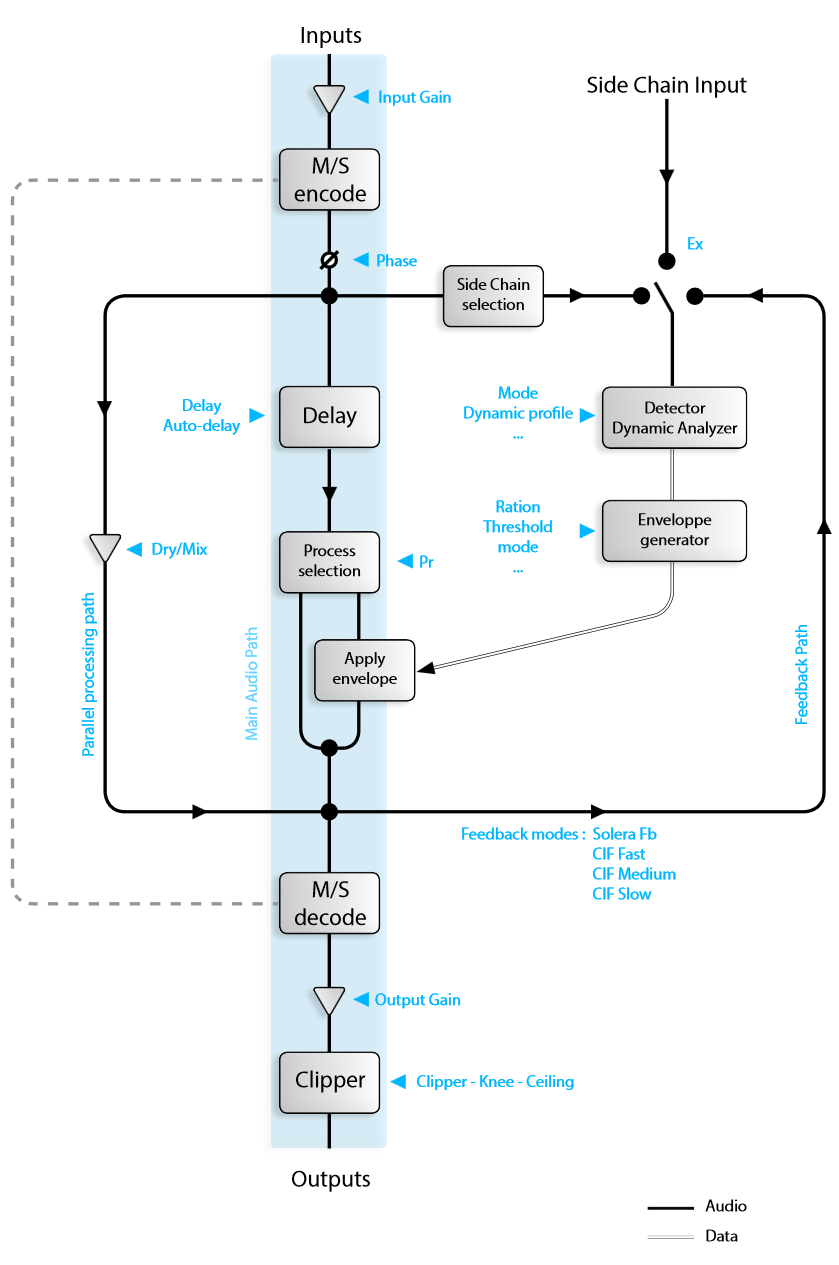 Inputs
Side Chain Input
Input Gain
M/S
encode
Ex
Phase
Side Chain
selection
Delay
Auto-delay
Delay
Mode
Dynamic profile
...
Detector
Dynamic Analyzer
Ration
Threshold
mode
...
Enveloppe
generator
Dry/Mix
Process
selection
Pr
Parallel processing path
Main Audio Path
Apply
envelope
Feedback Path
Feedback modes : Solera Fb
CIF Fast
CIF Medium
CIF Slow
M/S
decode
Output Gain
Clipper
Clipper - Knee - Ceiling
Outputs
Audio
Data